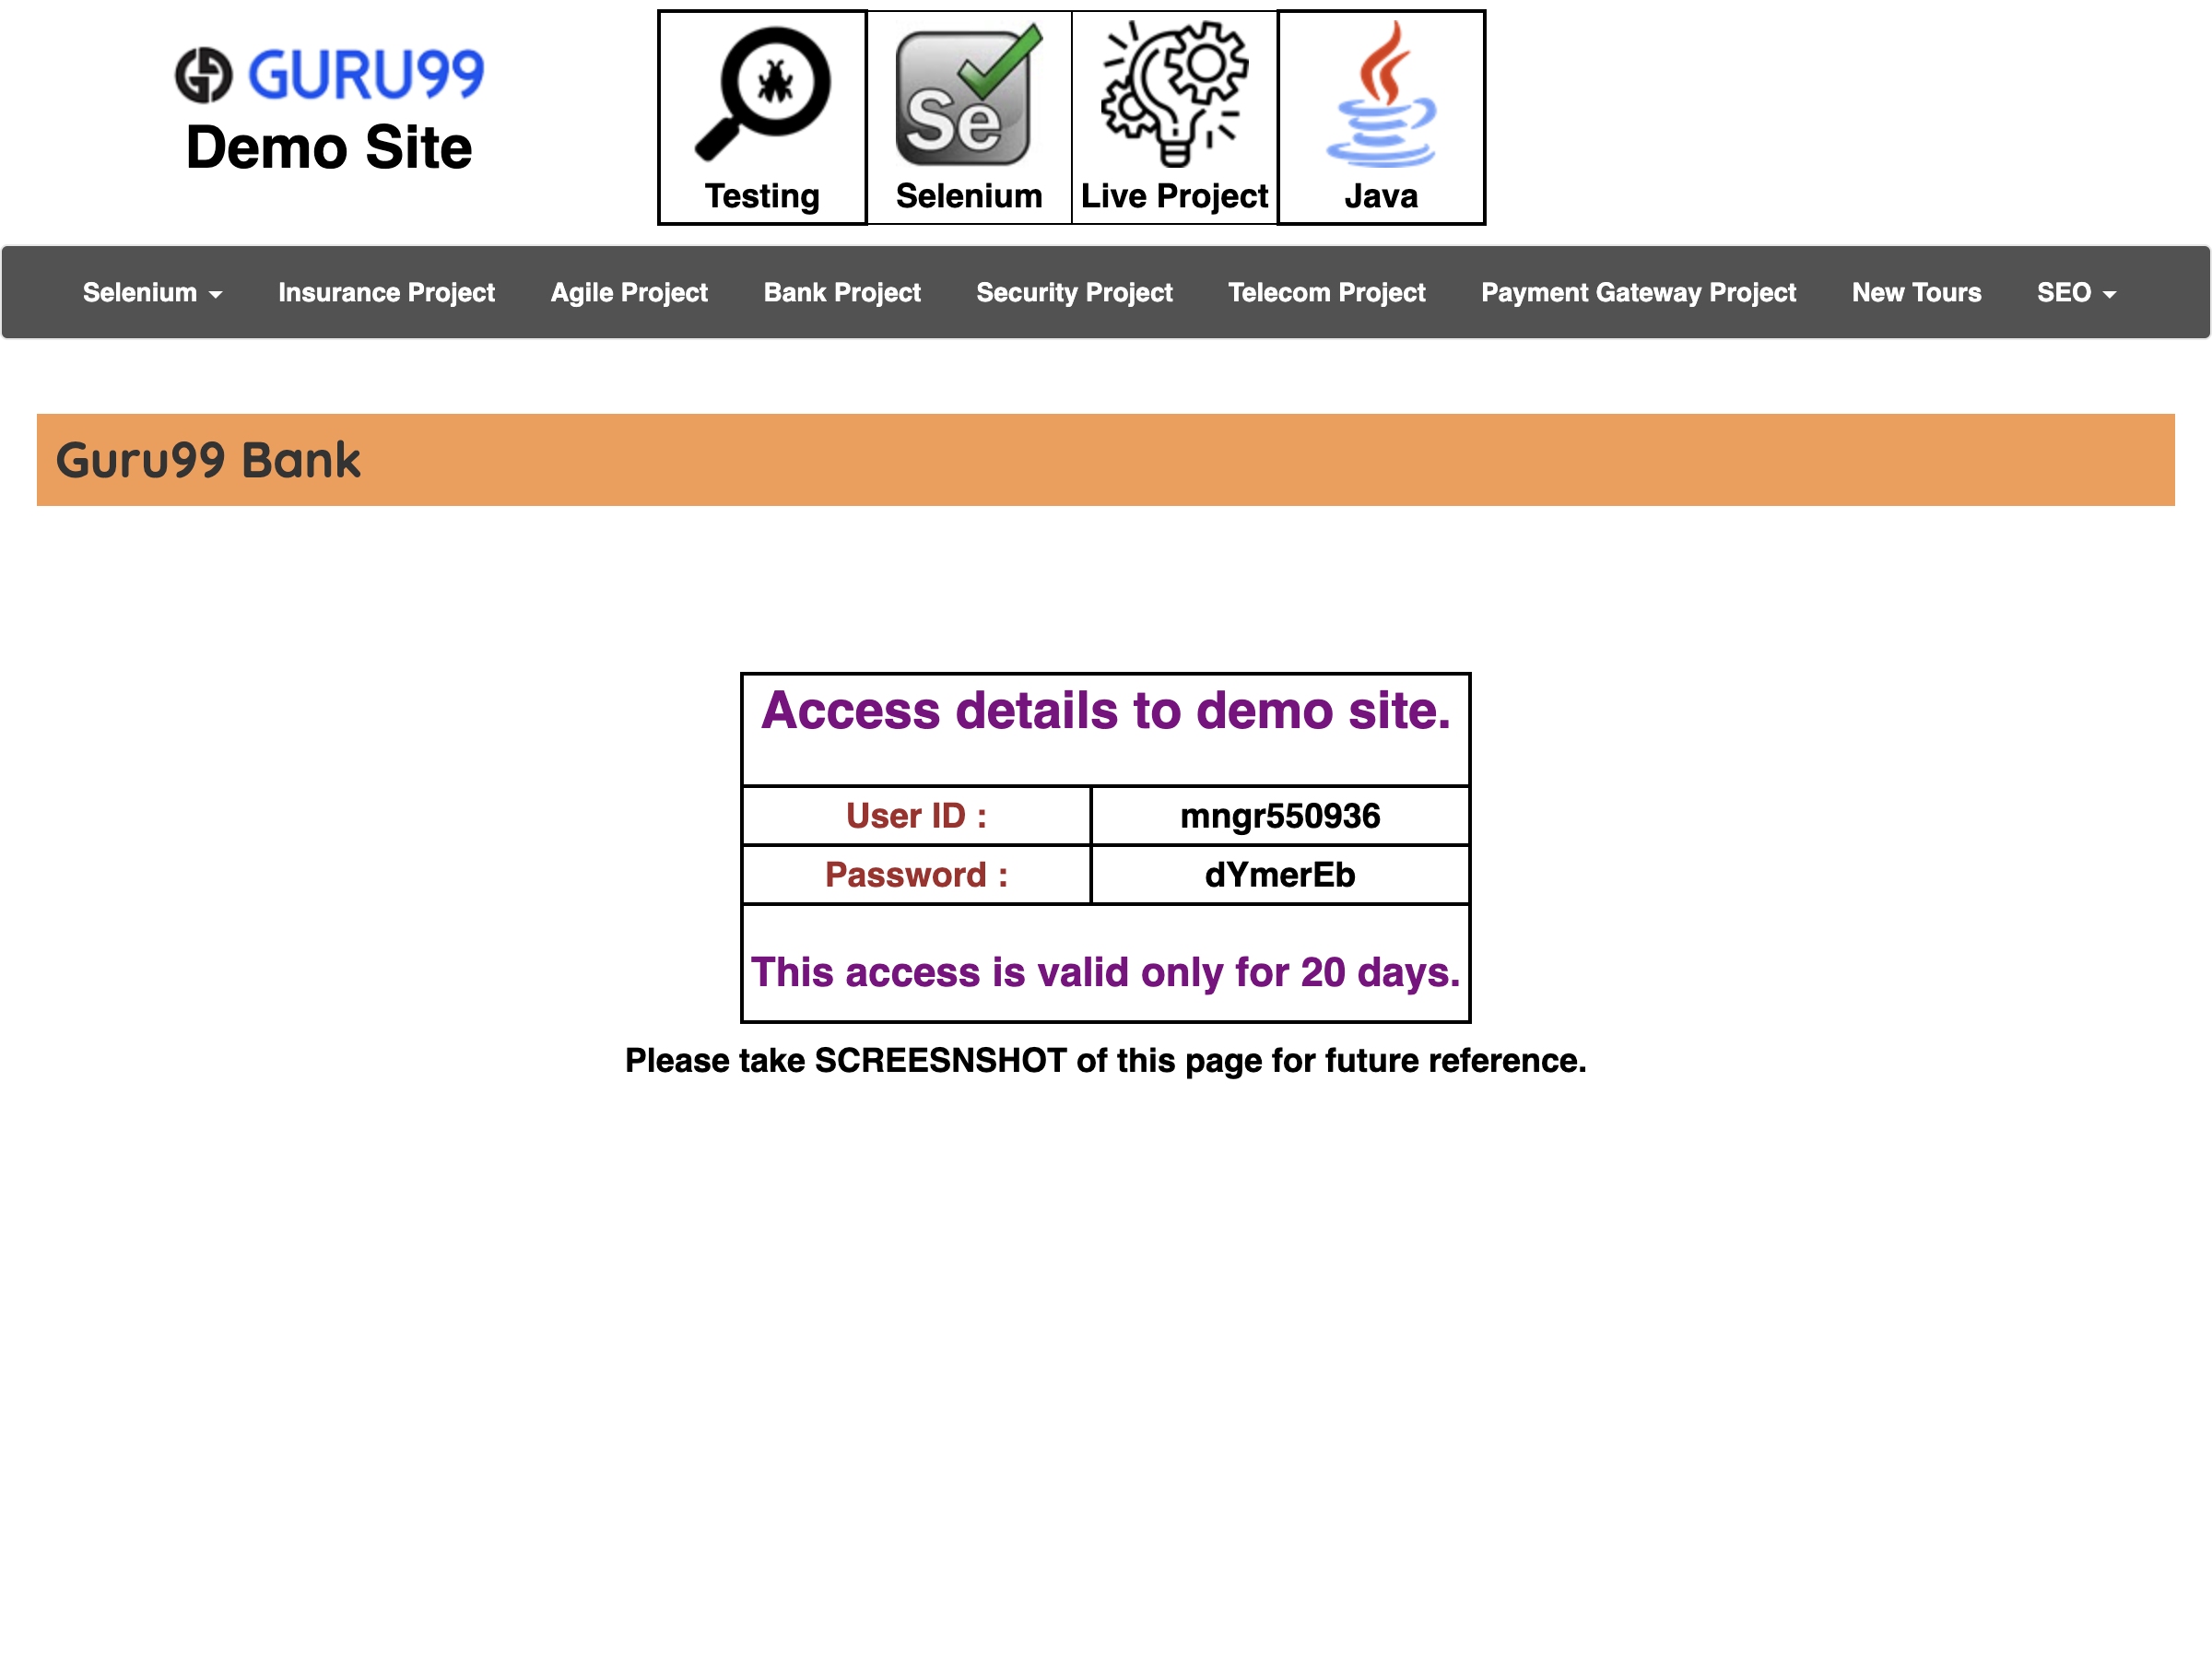 GURU99
Demo Site
Se
Testing
Selenium
Live Project
Java
Selenium
Insurance Project
Agile Project
Bank Project
Security Project
Telecom Project
Payment Gateway Project
New Tours
SEO
Guru99 Bank
Access details to demo site.
User ID : mngr550936
Password : dYmerEb
This access is valid only for 20 days.
Please take SCREESNSHOT of this page for future reference.